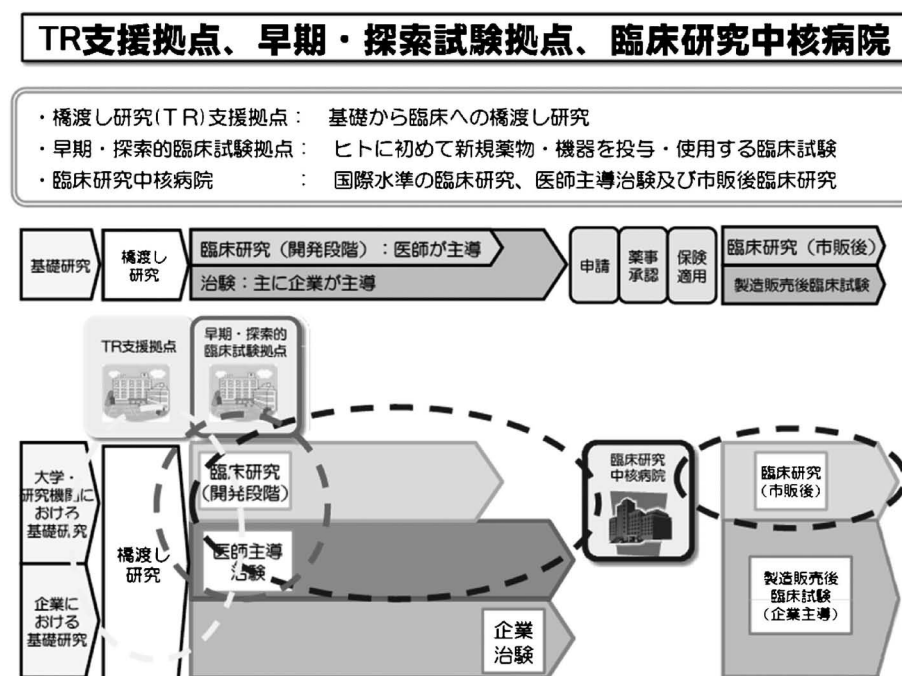 TR支援拠点、早期・探索試験拠点、臨床研究中核病院
・橋渡し研究(TR)支援拠点： 基礎から臨床への橋渡し研究
・早期・探索的臨床試験拠点： ヒトに初めて新規薬物・機器を投与・使用する臨床試験
・臨床研究中核病院 ： 国際水準の臨床研究、医師主導治験及び市販後臨床研究
基礎研究
橋渡し
研究
臨床研究（開発段階）：医師が主導
治験：主に企業が主導
申請
薬事
承認
保険
適用
臨床研究（市販後）
製造販売後臨床試験
TR支援拠点
早期・探索的
臨床試験拠点
大学・
研究機関に
おける
基礎研究
企業に
おける
基礎研究
橋渡し
研究
臨床研究
(開発段階)
医師主導
治験
企業
治験
臨床研究
中核病院
臨床研究
(市販後)
製造販売後
臨床試験
(企業主導)